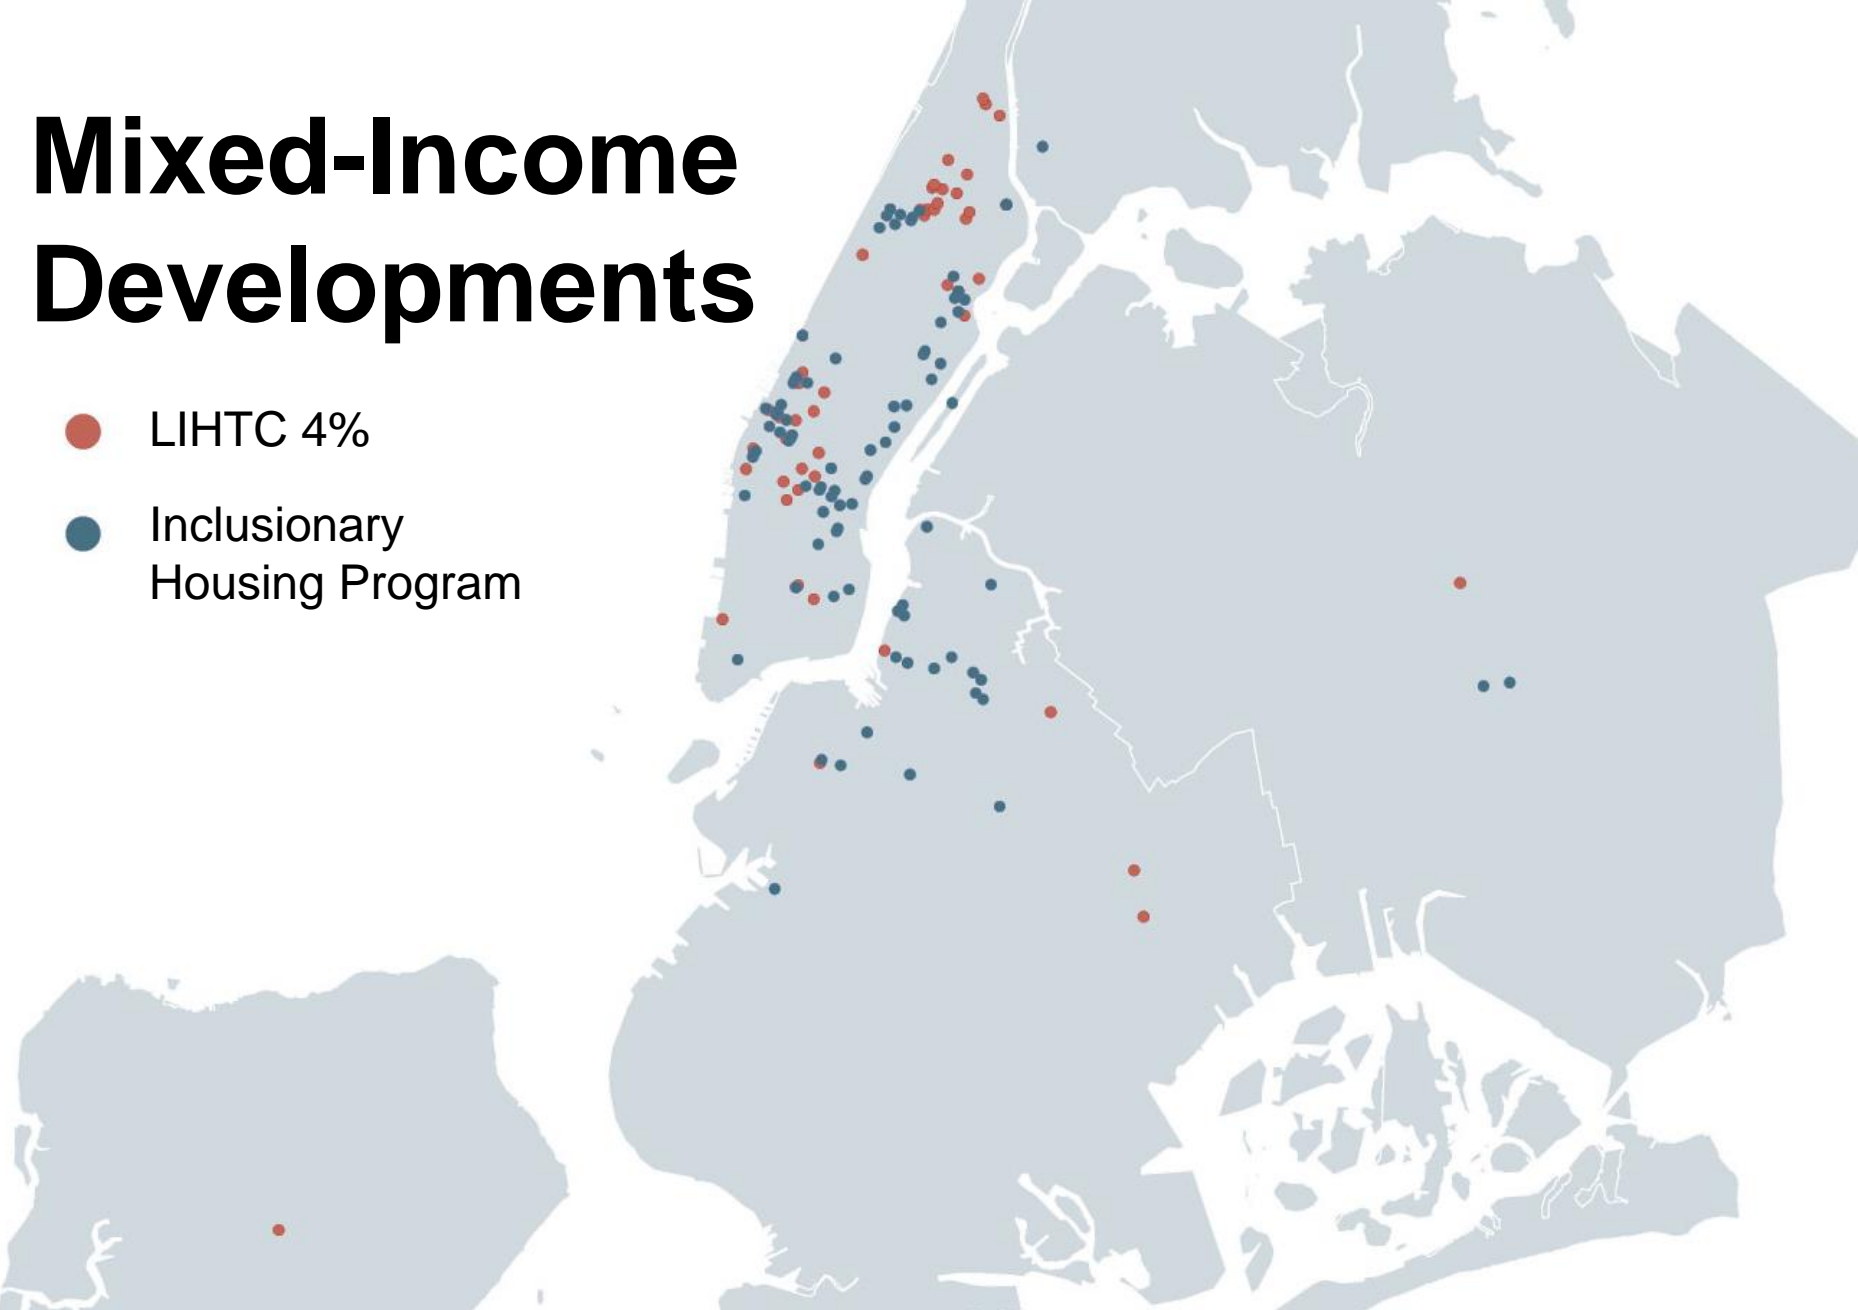 Mixed-Income
Developments
LIHTC 4%
Inclusionary
Housing Program